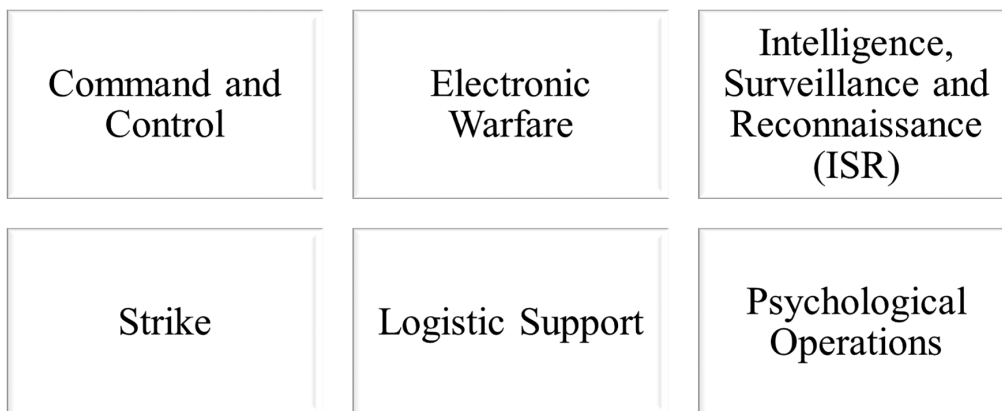 Command and
Control
Electronic
Warfare
Intelligence,
Surveillance and
Reconnaissance
(ISR)
Strike
Logistic Support
Psychological
Operations